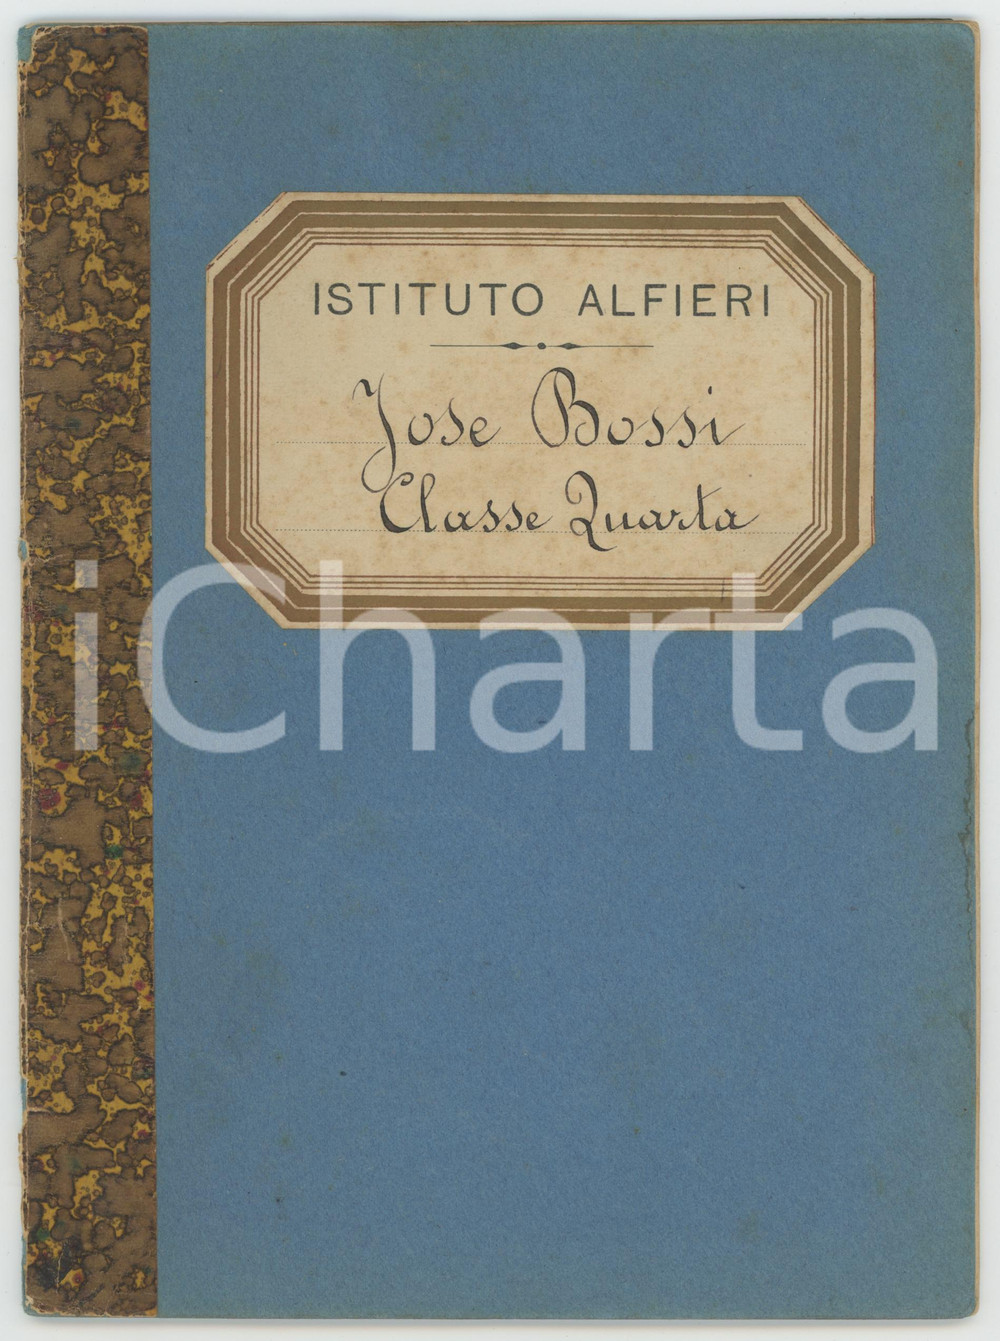 ISTITUTO ALFIERI
Jose Bossi
Classe Quarta
iCharta